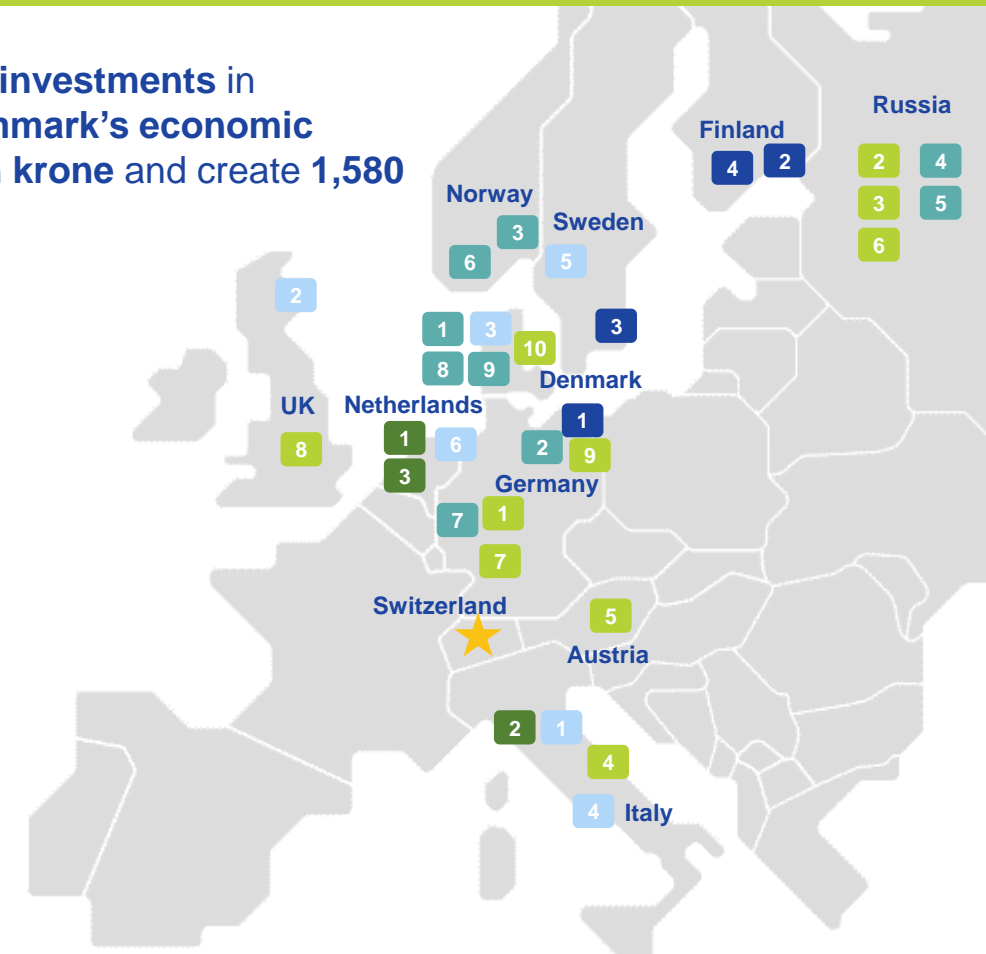 investments in
nmark's economic
krone and create 1,580
Russia
Finland
2 4
4 2
3 5
6
Norway
Sweden
3
6 5
2
1 3
3
10
8 9
Denmark
UK Netherlands
1
1 6
8
2 9
3
Germany
7 1
7
Switzerland
5
Austria
2 1
4
4 Italy